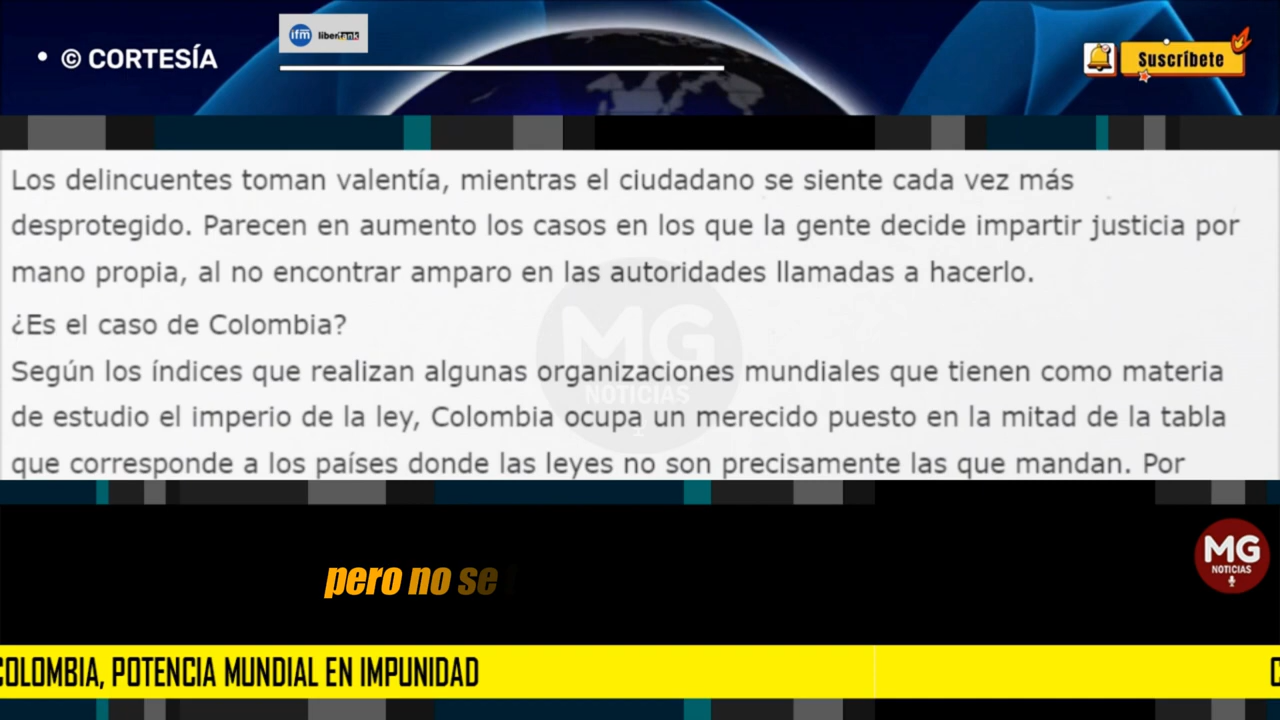 • © CORTESÍA
ifm libertank
Suscríbete
Los delincuentes toman valentía, mientras el ciudadano se siente cada vez más
desprotegido. Parecen en aumento los casos en los que la gente decide impartir justicia por
mano propia, al no encontrar amparo en las autoridades llamadas a hacerlo.
¿Es el caso de Colombia?
Según los índices que realizan algunas organizaciones mundiales que tienen como materia
de estudio el imperio de la ley, Colombia ocupa un merecido puesto en la mitad de la tabla
que corresponde a los países donde las leyes no son precisamente las que mandan. Por
MG
NOTICIAS
pero no se
MG
NOTICIAS
COLOMBIA, POTENCIA MUNDIAL EN IMPUNIDAD